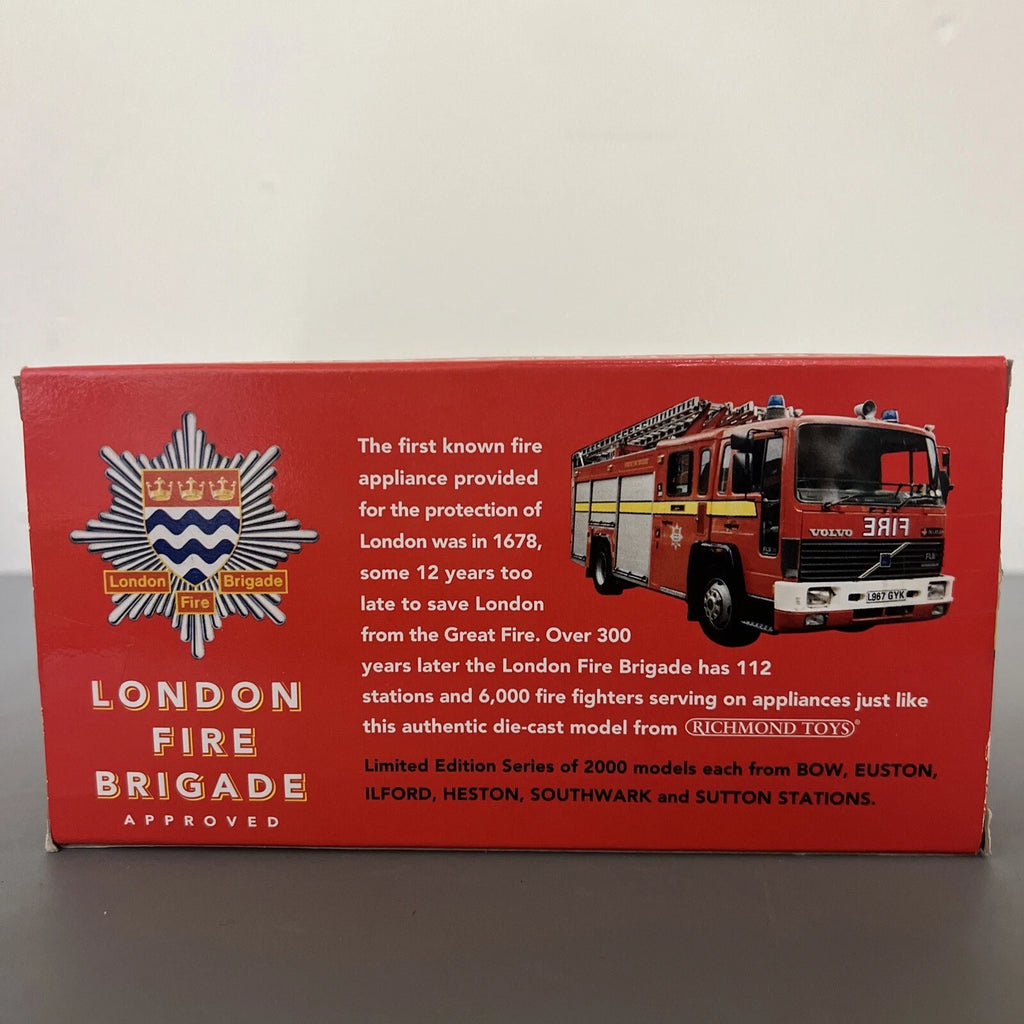 London Brigade
Fire
LONDON
FIRE
BRIGADE
APPROVED
The first known fire
appliance provided
for the protection of
London was in 1678,
some 12 years too
late to save London
from the Great Fire. Over 300
years later the London Fire Brigade has 112
stations and 6,000 fire fighters serving on appliances just like
this authentic die-cast model from RICHMOND TOYS®
Limited Edition Series of 2000 models each from BOW, EUSTON,
ILFORD, HESTON, SOUTHWARK and SUTTON STATIONS.
VOLVO FIRE
L967 GYK